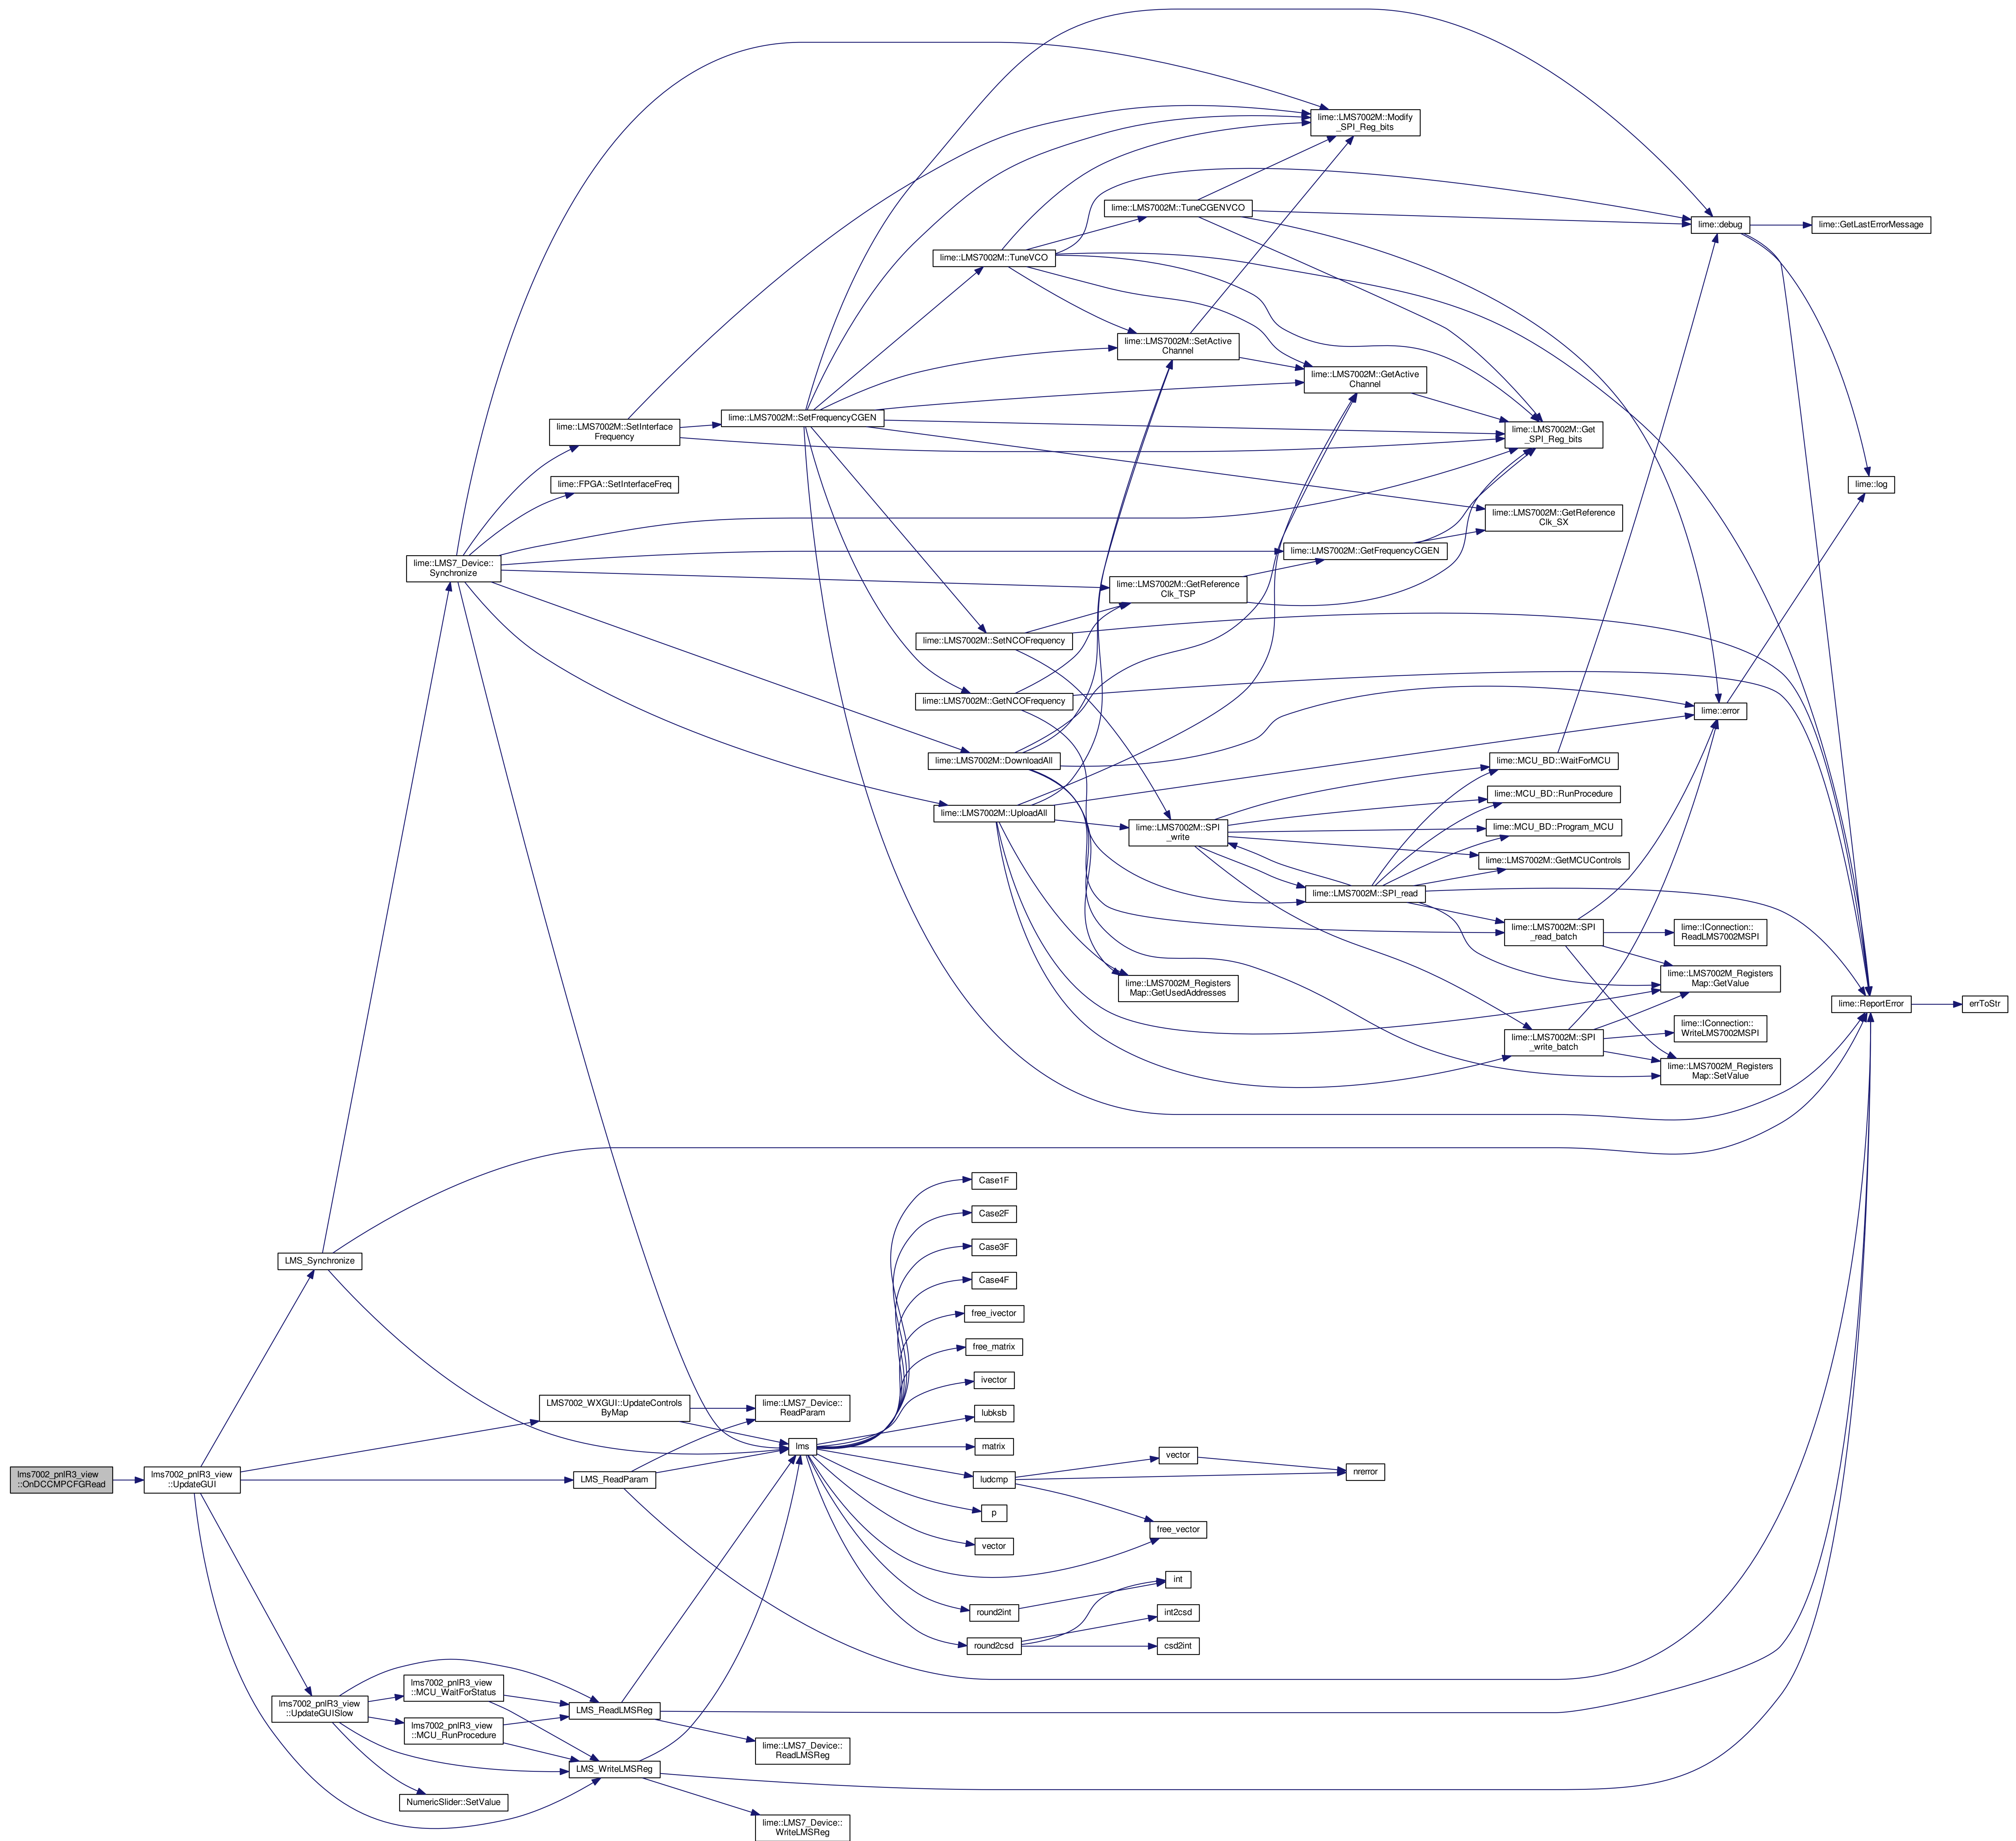 lime::LMS7002M::Modify
_SPI_Reg_bits
lime::LMS7002M::TuneCGENVCO
lime::debug
lime::GetLastErrorMessage
lime::LMS7002M::TuneVCO
lime::LMS7002M::SetActive
Channel
lime::LMS7002M::GetActive
Channel
lime::LMS7002M::SetFrequencyCGEN
lime::LMS7002M::SetInterface
Frequency
lime::LMS7002M::Get
_SPI_Reg_bits
lime::FPGA::SetInterfaceFreq
lime::log
lime::LMS7002M::GetReference
Clk_SX
lime::LMS7002M::GetFrequencyCGEN
lime::LMS7_Device::
Synchronize
lime::LMS7002M::GetReference
Clk_TSP
lime::LMS7002M::SetNCOFrequency
lime::LMS7002M::GetNCOFrequency
lime::error
lime::LMS7002M::DownloadAll
lime::MCU_BD::WaitForMCU
lime::MCU_BD::RunProcedure
lime::LMS7002M::UploadAll
lime::MCU_BD::Program_MCU
lime::LMS7002M::SPI
_write
lime::LMS7002M::GetMCUControls
lime::LMS7002M::SPI_read
lime::LMS7002M::SPI
_read_batch
lime::IConnection::
ReadLMS7002MSPI
lime::LMS7002M_Registers
Map::GetValue
lime::LMS7002M_Registers
Map::GetUsedAddresses
lime::ReportError
errToStr
lime::IConnection::
WriteLMS7002MSPI
lime::LMS7002M::SPI
_write_batch
lime::LMS7002M_Registers
Map::SetValue
Case1F
Case2F
Case3F
LMS_Synchronize
Case4F
free_ivector
free_matrix
ivector
LMS7002_WXGUI::UpdateControls
ByMap
lime::LMS7_Device::
ReadParam
lubksb
lms
matrix
vector
nrerror
lms7002_pnlR3_view
::OnDCCMPCFGRead
lms7002_pnlR3_view
::UpdateGUI
LMS_ReadParam
ludcmp
p
free_vector
vector
int
round2int
int2csd
round2csd
csd2int
lms7002_pnlR3_view
::MCU_WaitForStatus
lms7002_pnlR3_view
::UpdateGUISlow
LMS_ReadLMSReg
lms7002_pnlR3_view
::MCU_RunProcedure
lime::LMS7_Device::
ReadLMSReg
LMS_WriteLMSReg
NumericSlider::SetValue
lime::LMS7_Device::
WriteLMSReg